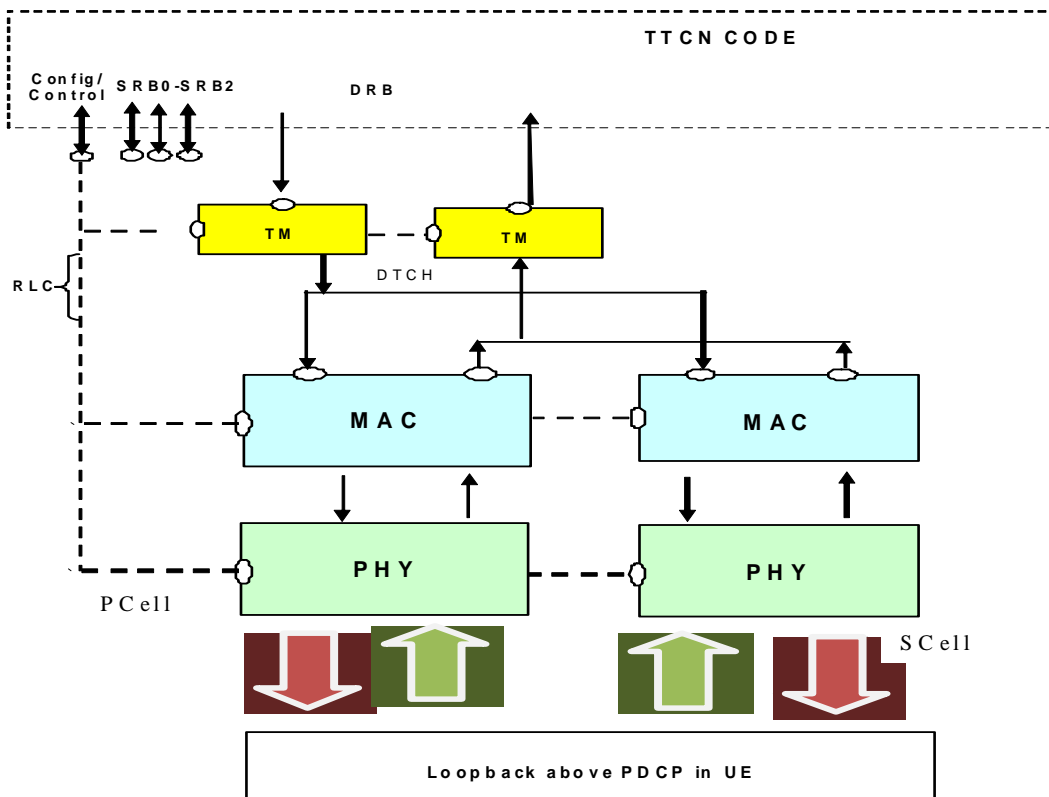 TTCN CODE
Config/
Control
SRB0-SRB2
DRB
TM
TM
DTCH
RLC
MAC
MAC
PHY
PHY
PCell
SCell
Loopback above PDCP in UE